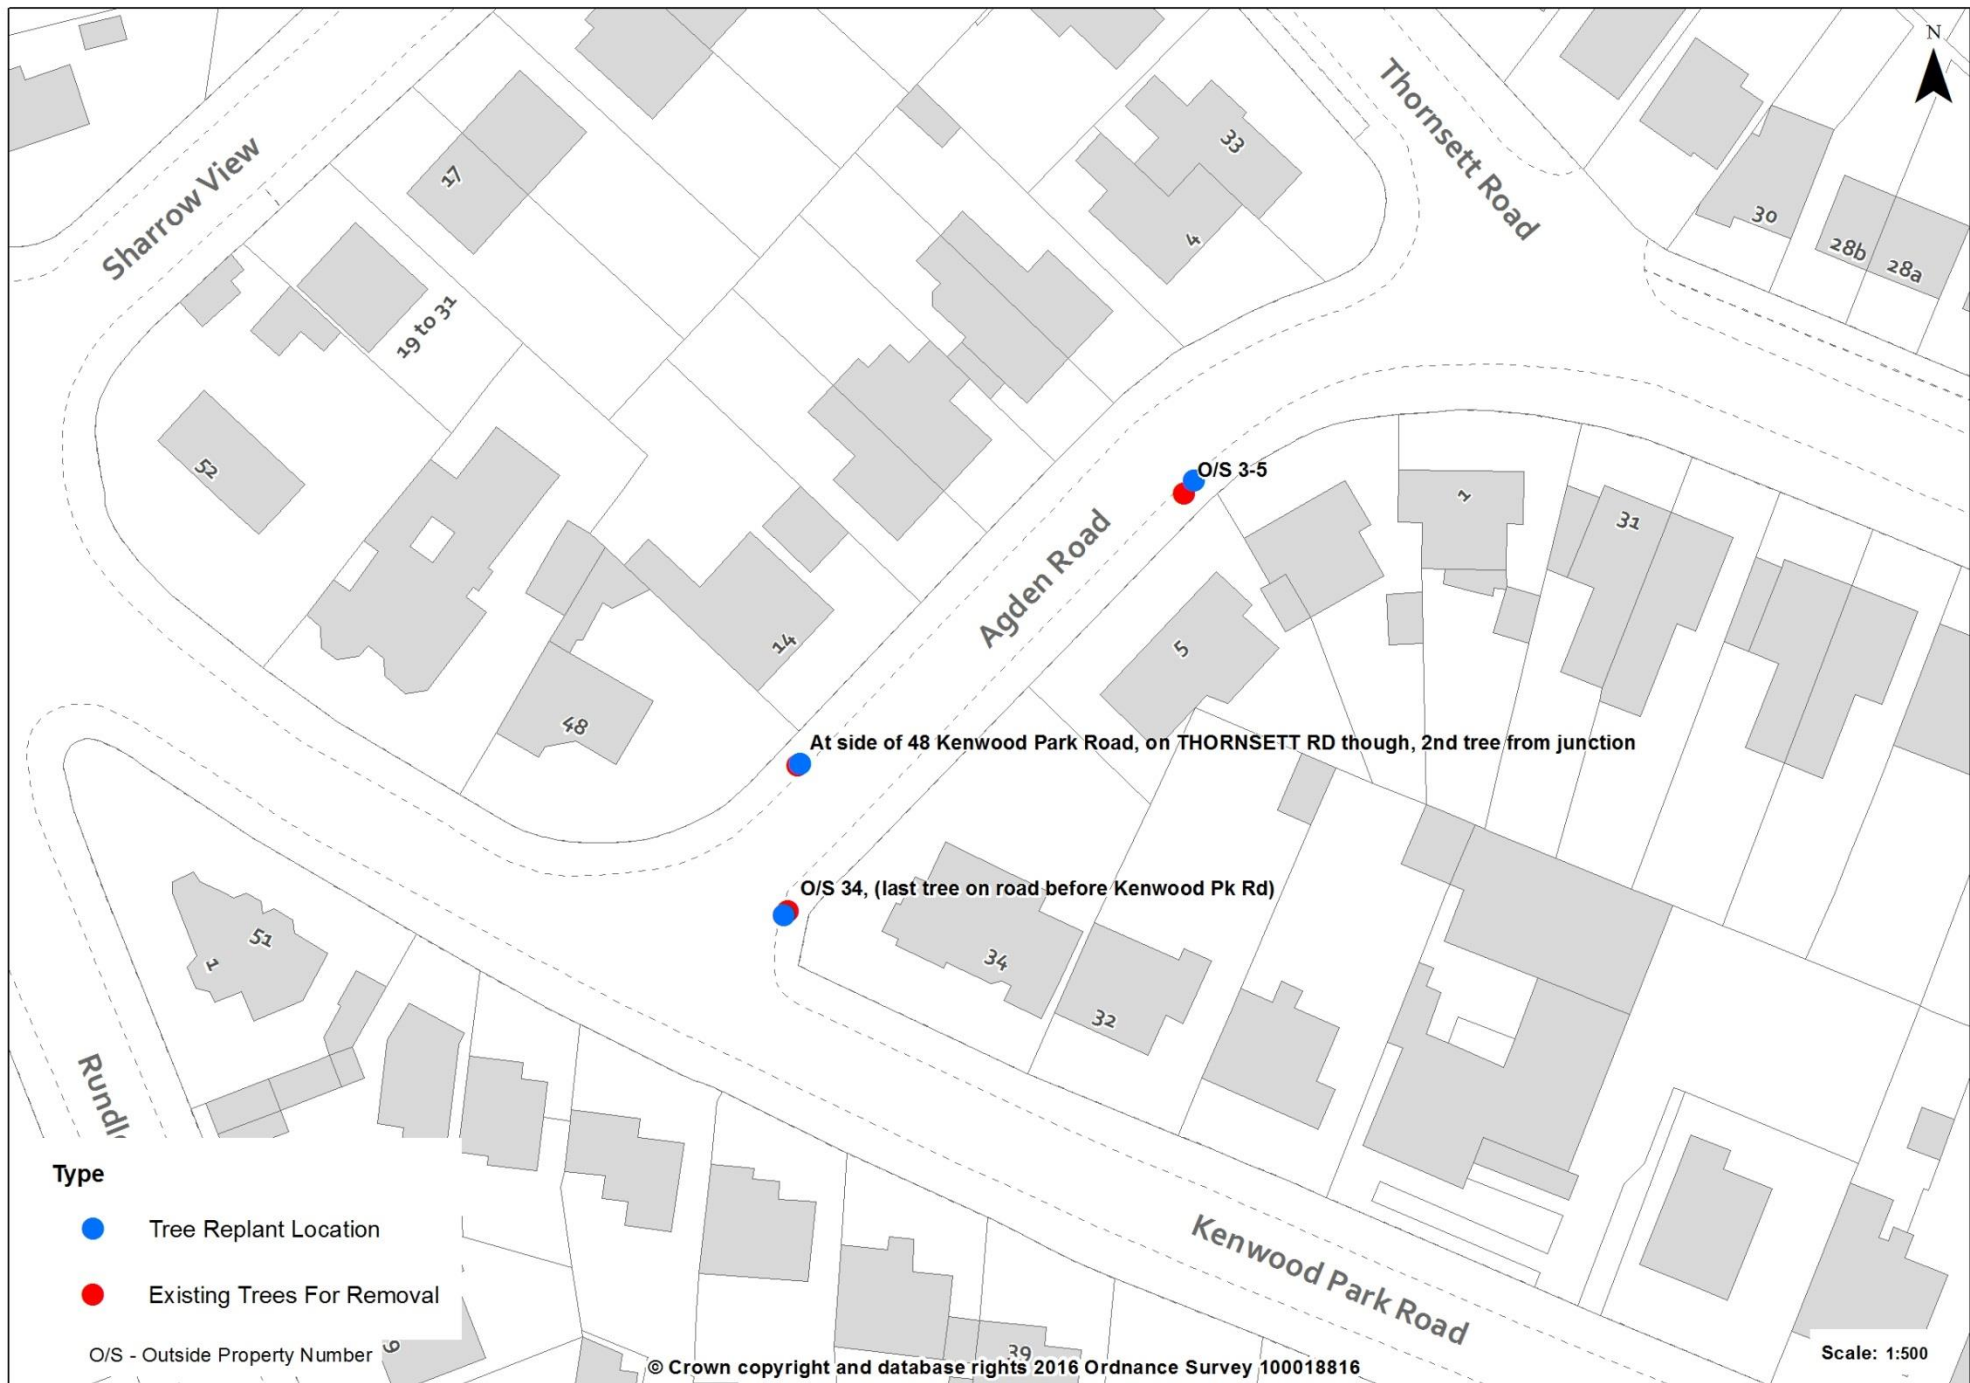 N
Thornsett Road
33
30
28b
28a
4
17
Sharrow View
19 to 31
52
O/S 3-5
1
31
Agden Road
5
14
48
At side of 48 Kenwood Park Road, on THORNSETT RD though, 2nd tree from junction
O/S 34, (last tree on road before Kenwood Pk Rd)
51
1
34
32
Rundle
Type
Tree Replant Location
Existing Trees For Removal
O/S - Outside Property Number
Kenwood Park Road
39
Scale: 1:500
© Crown copyright and database rights 2016 Ordnance Survey 100018816